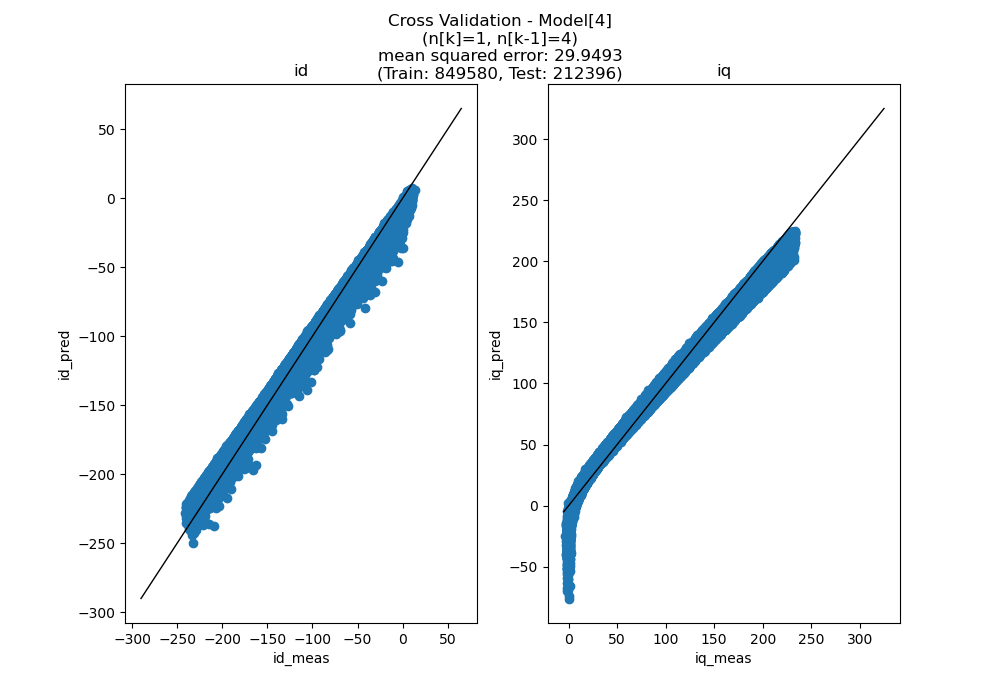 Cross Validation - Model[4]
(n[k]=1, n[k-1]=4)
mean squared error: 29.9493
(Train: 849580, Test: 212396)
id
iq
50
0
−50
−100
−150
−200
−250
−300
id_pred
−300 −250 −200 −150 −100 −50 0 50
id_meas
300
250
200
150
100
50
0
−50
iq_pred
0 50 100 150 200 250 300
iq_meas